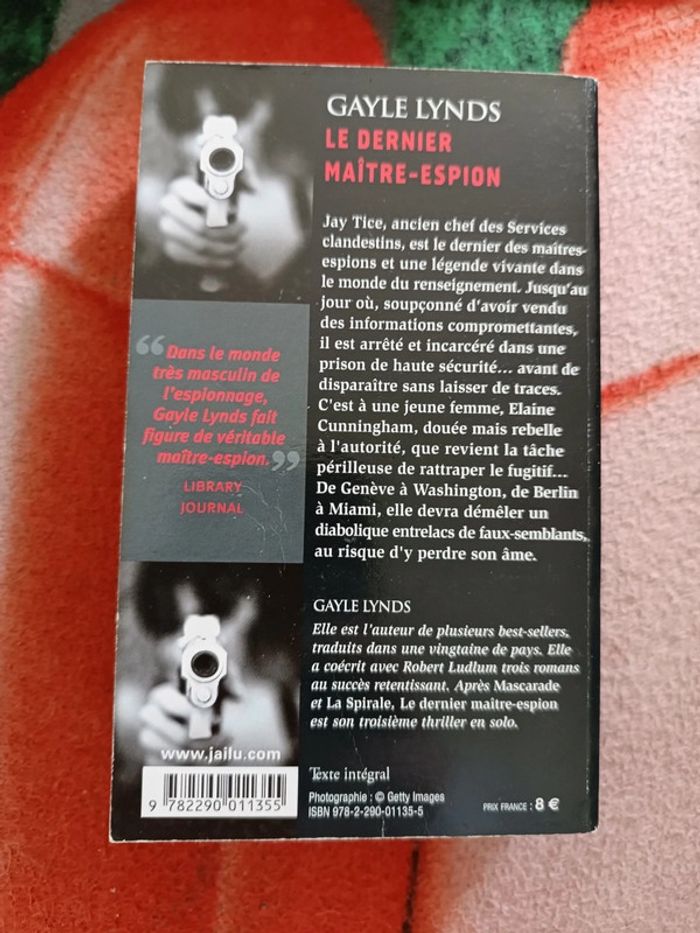 GAYLE LYNDS
LE DERNIER
MAÎTRE-ESPION
Jay Tice, ancien chef des Services
clandestins, est le dernier des maîtres-
espions et une légende vivante dans
le monde du renseignement. Jusqu'au
jour où, soupçonné d'avoir vendu
des informations compromettantes,
il est arrêté et incarcéré dans une
prison de haute sécurité... avant de
disparaître sans laisser de traces.
C'est à une jeune femme, Elaine
Cunningham, douée mais rebelle
à l'autorité, que revient la tâche
périlleuse de rattraper le fugitif...
De Genève à Washington, de Berlin
à Miami, elle devra démêler un
diabolique entrelacs de faux-semblants,
au risque d'y perdre son âme.
“Dans le monde
très masculin de
l'espionnage,
Gayle Lynds fait
figure de véritable
maître-espion.”
LIBRARY
JOURNAL
GAYLE LYNDS
Elle est l'auteur de plusieurs best-sellers,
traduits dans une vingtaine de pays. Elle
a coécrit avec Robert Ludlum trois romans
au succès retentissant. Après Mascarade
et La Spirale, Le dernier maître-espion
est son troisième thriller en solo.
www.jailu.com
9 782290 011355
Texte intégral
Photographie : © Getty Images
ISBN 978-2-290-01135-5
PRIX FRANCE : 8 €